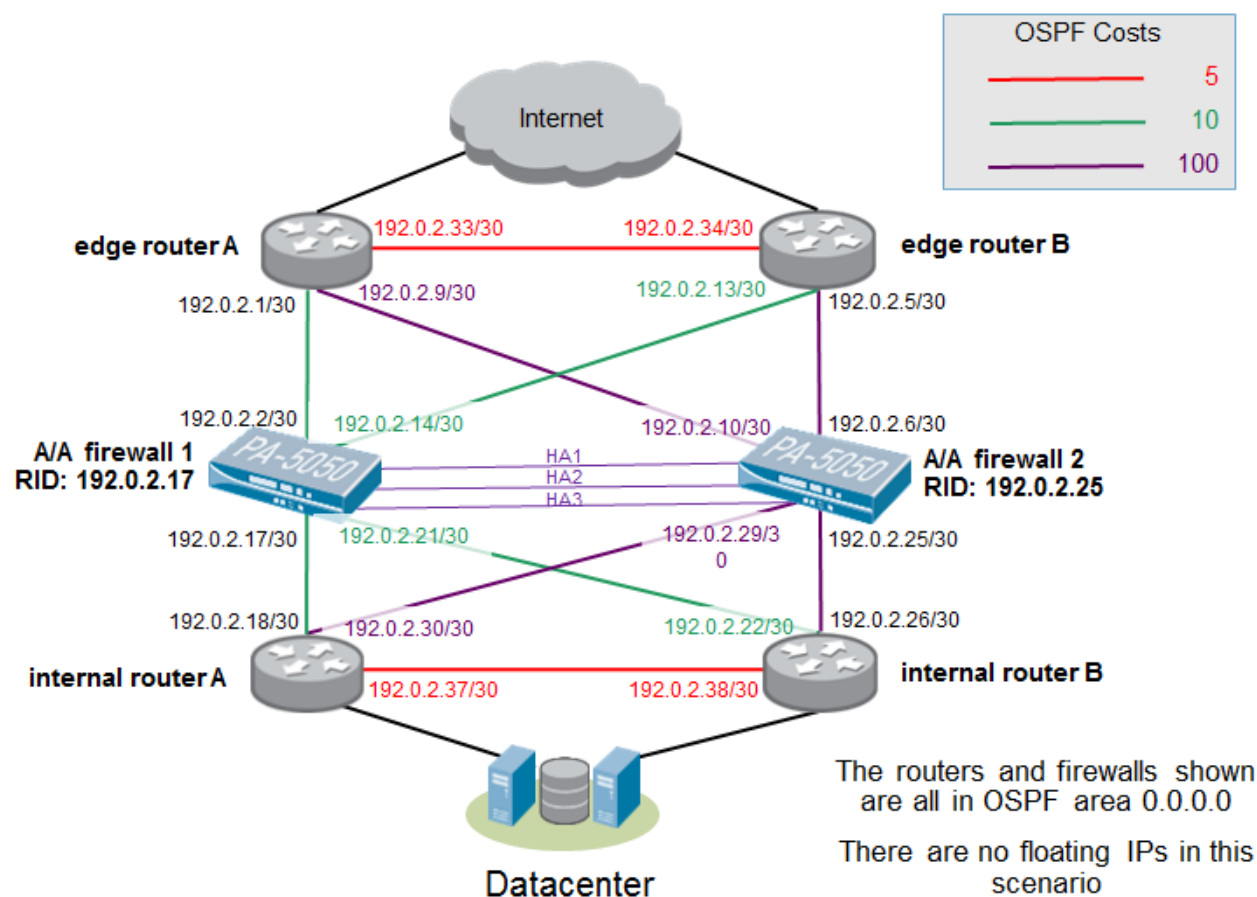 OSPF Costs
5
10
100
Internet
192.0.2.33/30
192.0.2.34/30
edge router A
edge router B
192.0.2.1/30
192.0.2.9/30
192.0.2.13/30
192.0.2.5/30
192.0.2.2/30
192.0.2.14/30
192.0.2.10/30
192.0.2.6/30
A/A firewall 1
RID: 192.0.2.17
PA-5050
HA1
HA2
HA3
PA-5050
A/A firewall 2
RID: 192.0.2.25
192.0.2.17/30
192.0.2.21/30
192.0.2.29/3
0
192.0.2.25/30
192.0.2.18/30
192.0.2.30/30
192.0.2.22/30
192.0.2.26/30
internal router A
internal router B
192.0.2.37/30
192.0.2.38/30
The routers and firewalls shown
are all in OSPF area 0.0.0.0
There are no floating IPs in this
scenario
Datacenter